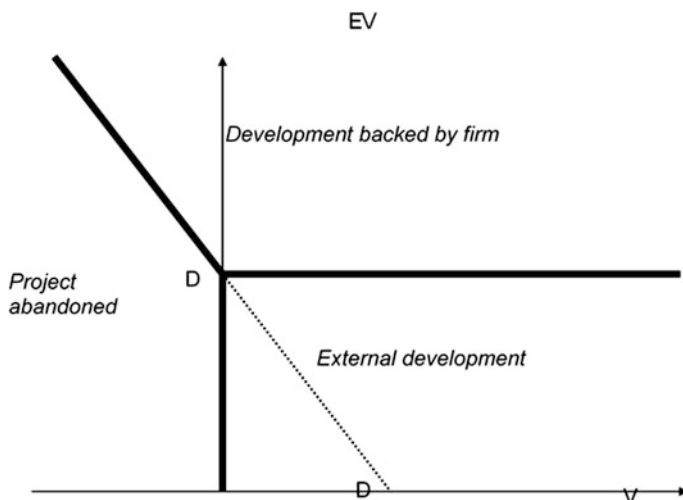 EV
Development backed by firm
Project
abandoned
D
External development
D
V